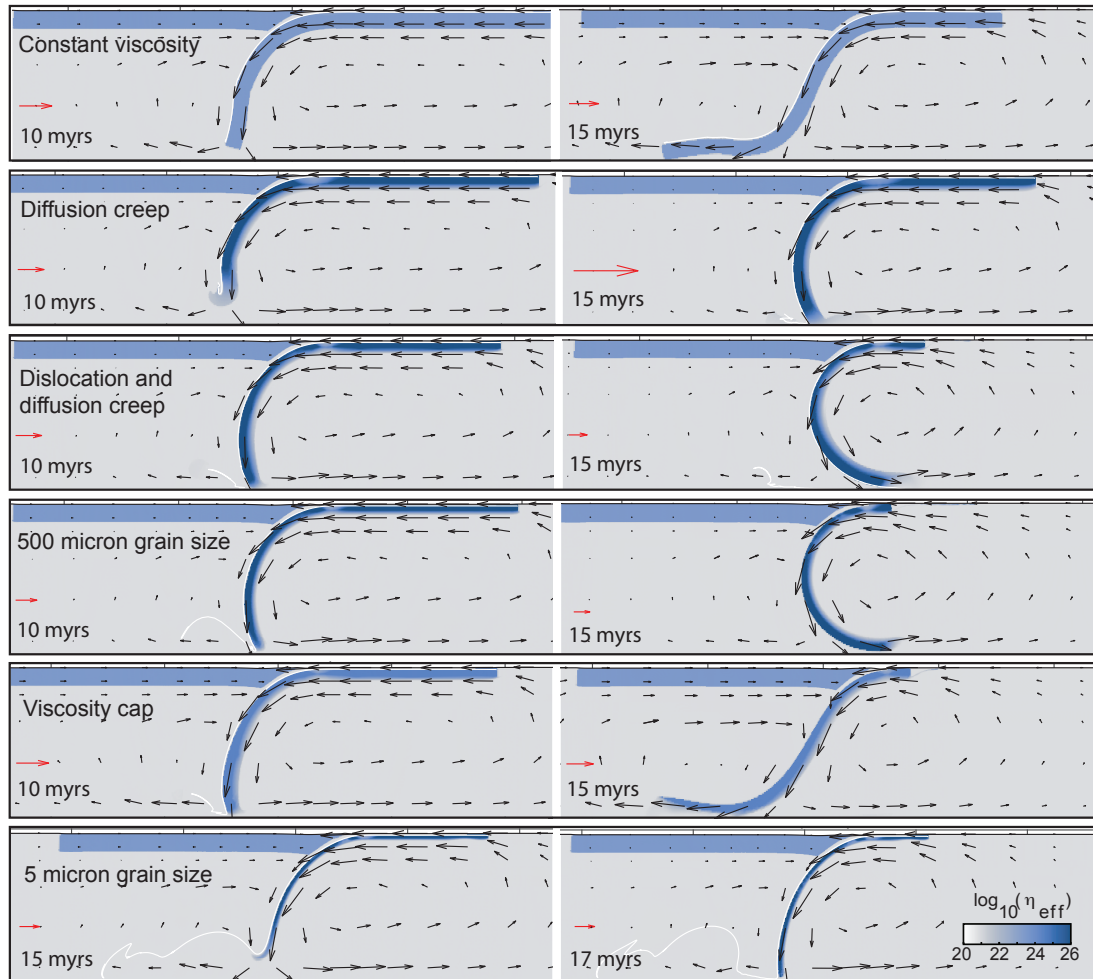 Constant viscosity
10 myrs
15 myrs
Diffusion creep
10 myrs
15 myrs
Dislocation and
diffusion creep
10 myrs
15 myrs
500 micron grain size
10 myrs
15 myrs
Viscosity cap
10 myrs
15 myrs
5 micron grain size
15 myrs
17 myrs
log10(η eff)
20 22 24 26